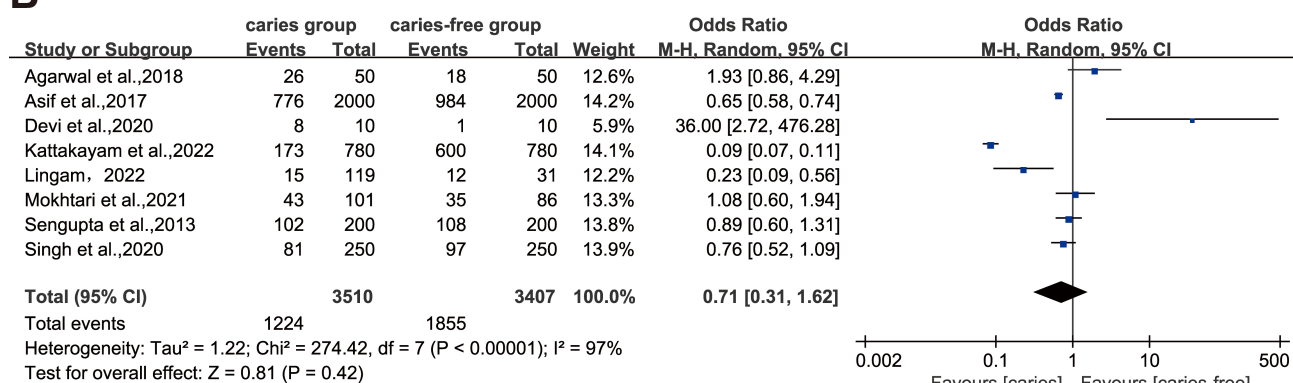 B
caries group caries-free group Odds Ratio Odds Ratio
Study or Subgroup Events Total Events Total Weight M-H, Random, 95% CI M-H, Random, 95% CI
Agarwal et al.,2018 26 50 18 50 12.6% 1.93 [0.86, 4.29]
Asif et al.,2017 776 2000 984 2000 14.2% 0.65 [0.58, 0.74]
Devi et al.,2020 8 10 1 10 5.9% 36.00 [2.72, 476.28]
Kattakayam et al.,2022 173 780 600 780 14.1% 0.09 [0.07, 0.11]
Lingam，2022 15 119 12 31 12.2% 0.23 [0.09, 0.56]
Mokhtari et al.,2021 43 101 35 86 13.3% 1.08 [0.60, 1.94]
Sengupta et al.,2013 102 200 108 200 13.8% 0.89 [0.60, 1.31]
Singh et al.,2020 81 250 97 250 13.9% 0.76 [0.52, 1.09]
Total (95% CI) 3510 3407 100.0% 0.71 [0.31, 1.62]
Total events 1224 1855
Heterogeneity: Tau² = 1.22; Chi² = 274.42, df = 7 (P < 0.00001); I² = 97%
Test for overall effect: Z = 0.81 (P = 0.42)
0.002 0.1 1 10 500
Favours [caries] Favours [caries-free]